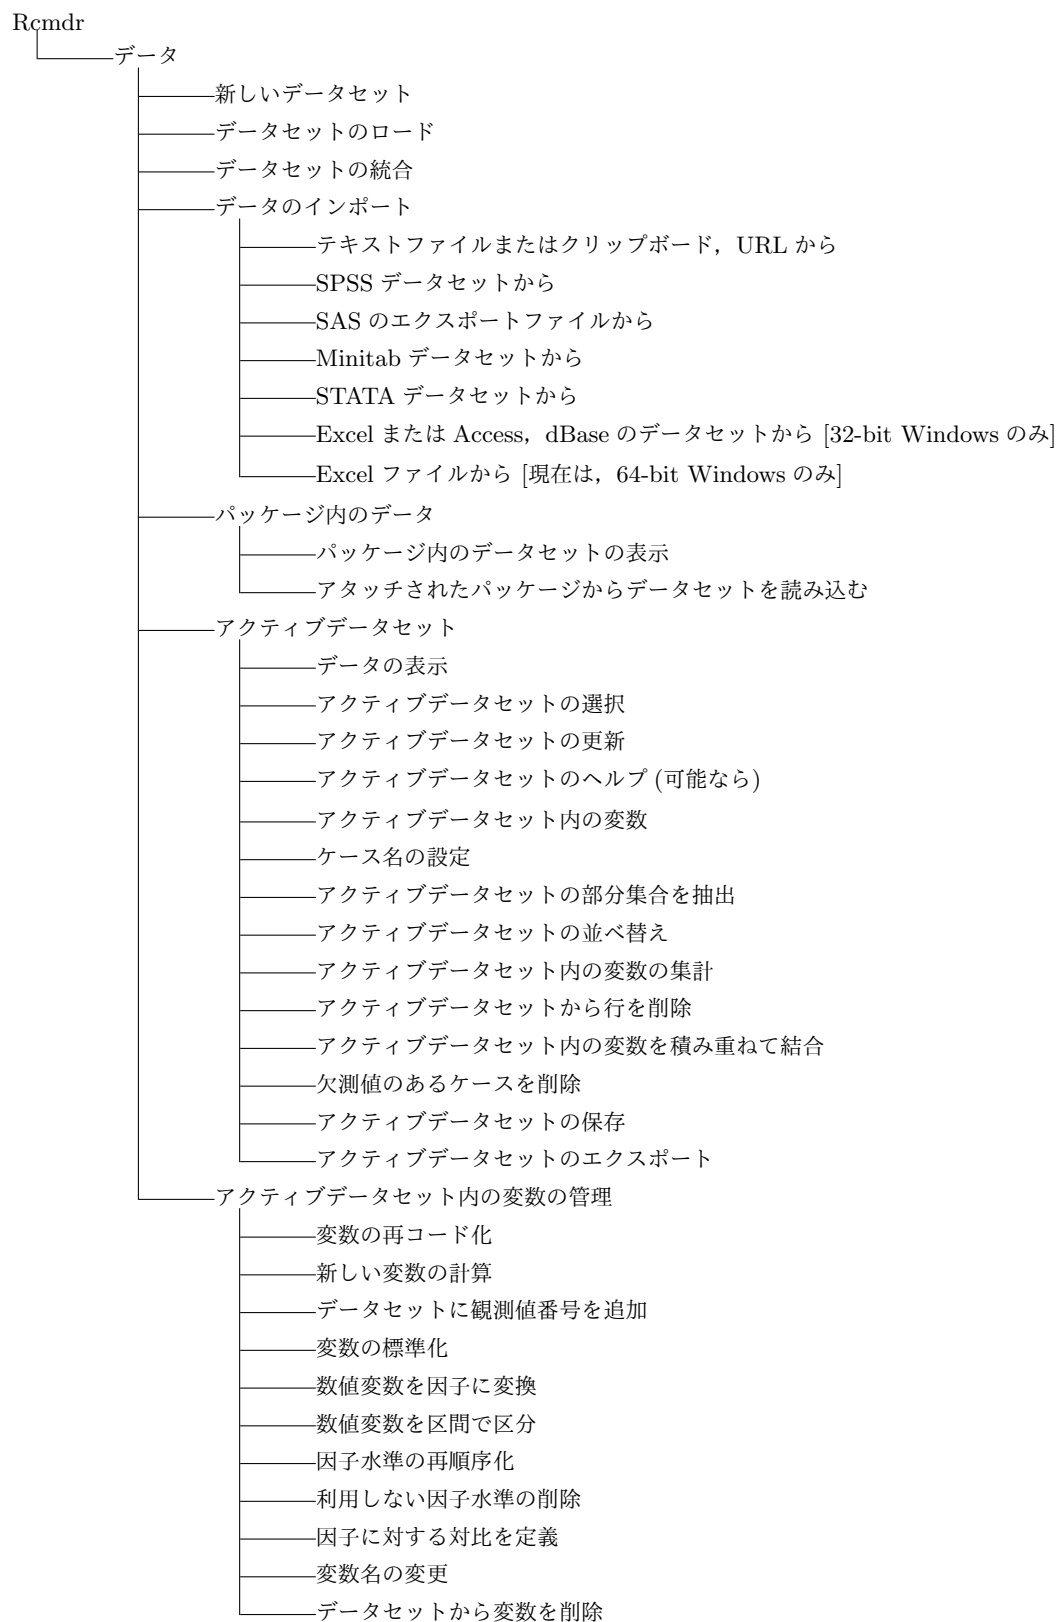 Rcmdr
データ
新しいデータセット
データセットのロード
データセットの統合
データのインポート
テキストファイルまたはクリップボード，URL から
SPSS データセットから
SAS のエクスポートファイルから
Minitab データセットから
STATA データセットから
Excel または Access，dBase のデータセットから [32-bit Windows のみ]
Excel ファイルから [現在は，64-bit Windows のみ]
パッケージ内のデータ
パッケージ内のデータセットの表示
アタッチされたパッケージからデータセットを読み込む
アクティブデータセット
データの表示
アクティブデータセットの選択
アクティブデータセットの更新
アクティブデータセットのヘルプ (可能なら)
アクティブデータセット内の変数
ケース名の設定
アクティブデータセットの部分集合を抽出
アクティブデータセットの並べ替え
アクティブデータセット内の変数の集計
アクティブデータセットから行を削除
アクティブデータセット内の変数を積み重ねて結合
欠測値のあるケースを削除
アクティブデータセットの保存
アクティブデータセットのエクスポート
アクティブデータセット内の変数の管理
変数の再コード化
新しい変数の計算
データセットに観測値番号を追加
変数の標準化
数値変数を因子に変換
数値変数を区間で区分
因子水準の再順序化
利用しない因子水準の削除
因子に対する対比を定義
変数名の変更
データセットから変数を削除